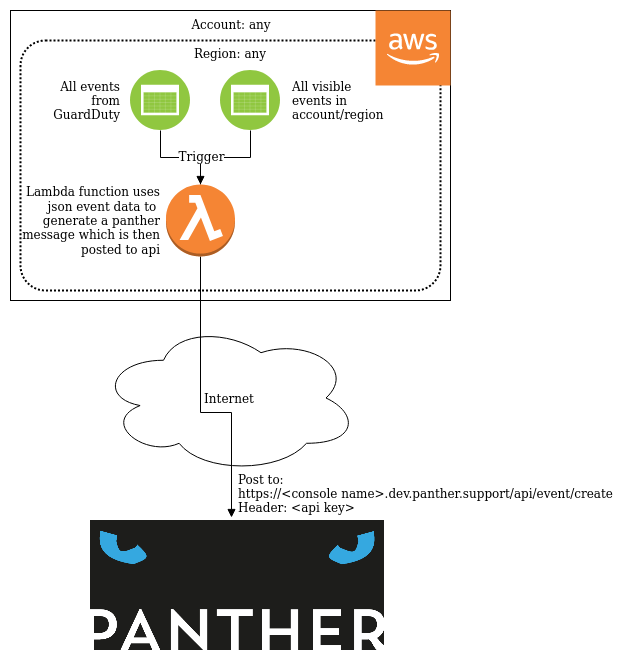 Account: any
aws
Region: any
All events
from
GuardDuty
All visible
events in
account/region
Trigger
Lambda function uses
json event data to
generate a panther
message which is then
posted to api
λ
Internet
Post to:
https://<console name>.dev.panther.support/api/event/create
Header: <api key>
PANTHER